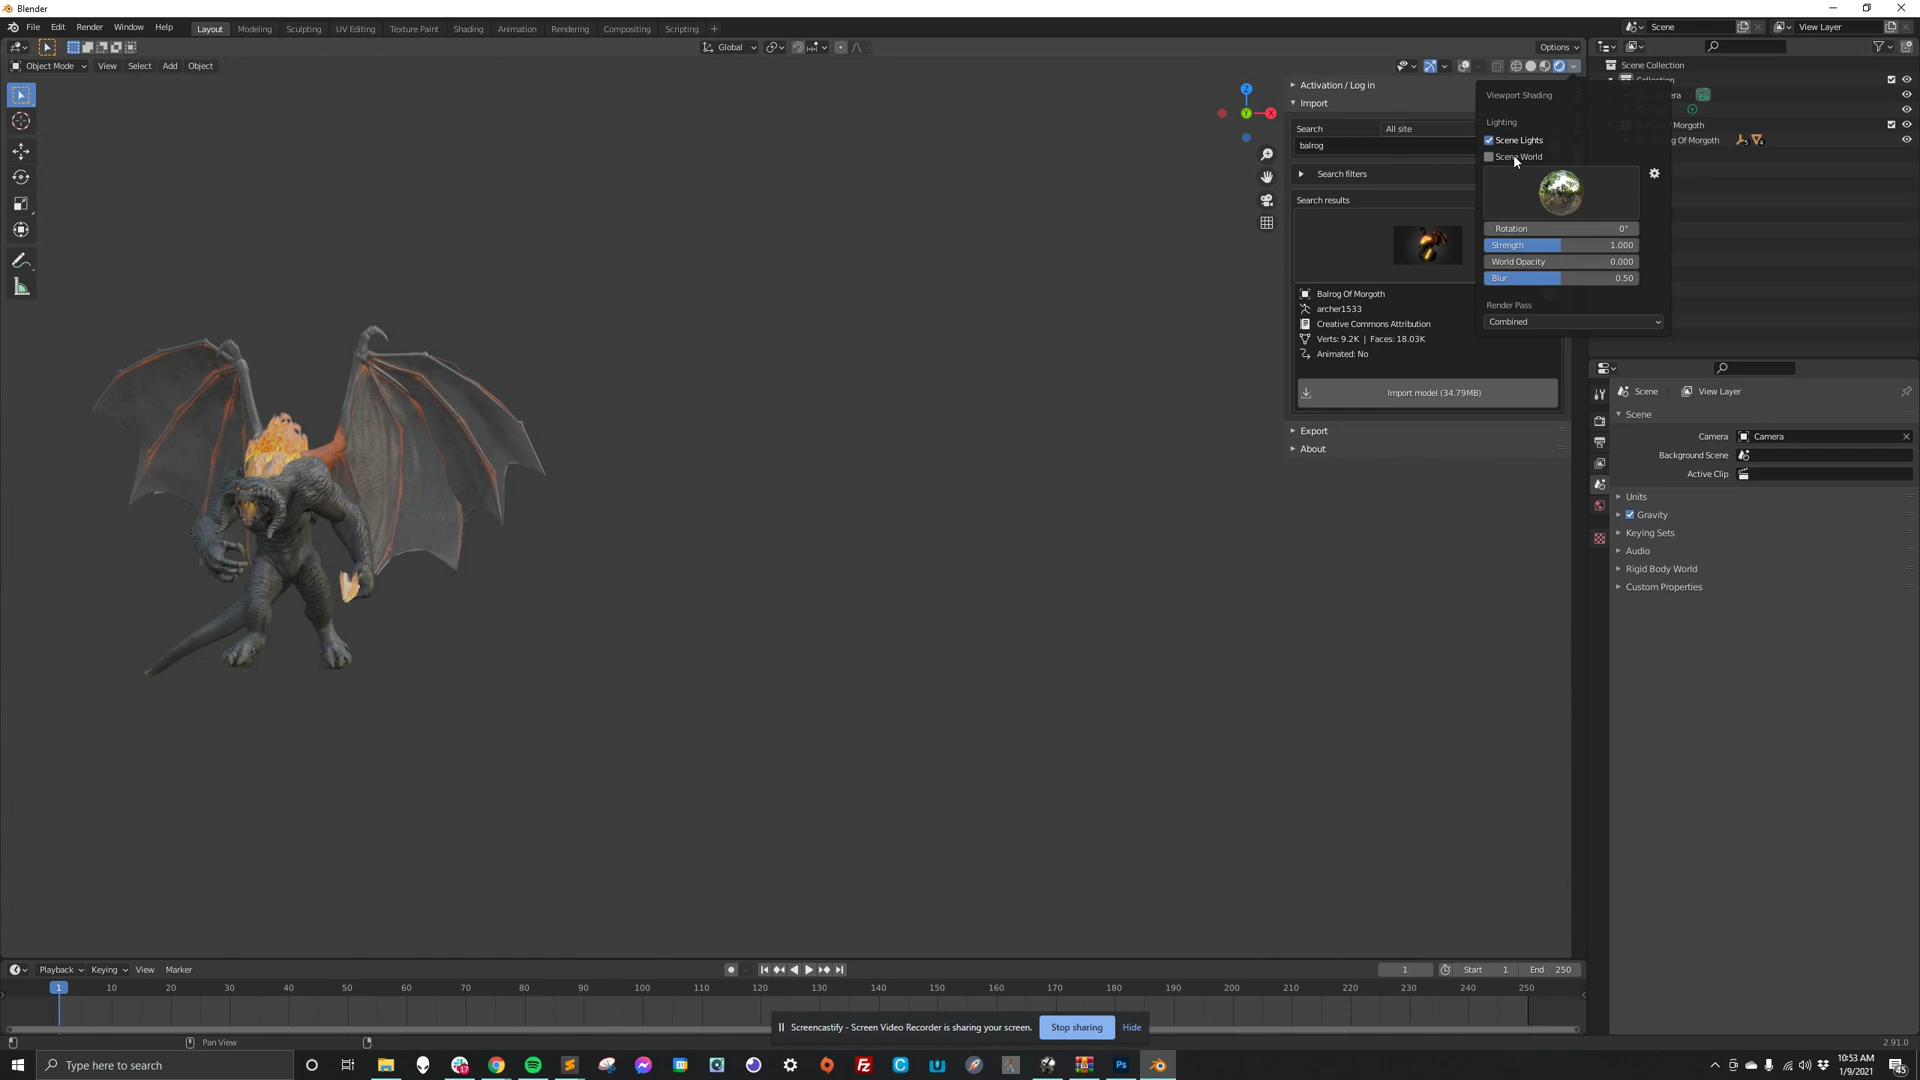 Blender
File Edit Render Window Help Layout Modeling Sculpting UV Editing Texture Paint Shading Animation Rendering Compositing Scripting + Scene View Layer
Global Options
Object Mode View Select Add Object
Scene Collection
Activation / Log in
Import
Search All site
balrog
Search filters
Search results
Balrog Of Morgoth
archer1533
Creative Commons Attribution
Verts: 9.2K | Faces: 18.03K
Animated: No
Import model (34.79MB)
Export
About
Z
Y
X
Viewport Shading
Lighting
Scene Lights
Scene World
Rotation 0°
Strength 1.000
World Opacity 0.000
Blur 0.50
Render Pass
Combined
Morgoth
Of Morgoth 5 4
Scene View Layer
Scene
Camera Camera
Background Scene
Active Clip
Units
Gravity
Keying Sets
Audio
Rigid Body World
Custom Properties
Playback Keying View Marker 1 Start 1 End 250
1 10 20 30 40 50 60 70 80 90 100 110 120 130 140 150 160 170 180 190 200 210 220 230 240 250
Screencastify - Screen Video Recorder is sharing your screen. Stop sharing Hide
Pan View 2.91.0
Type here to search 17 Ps 10:53 AM
1/9/2021 45